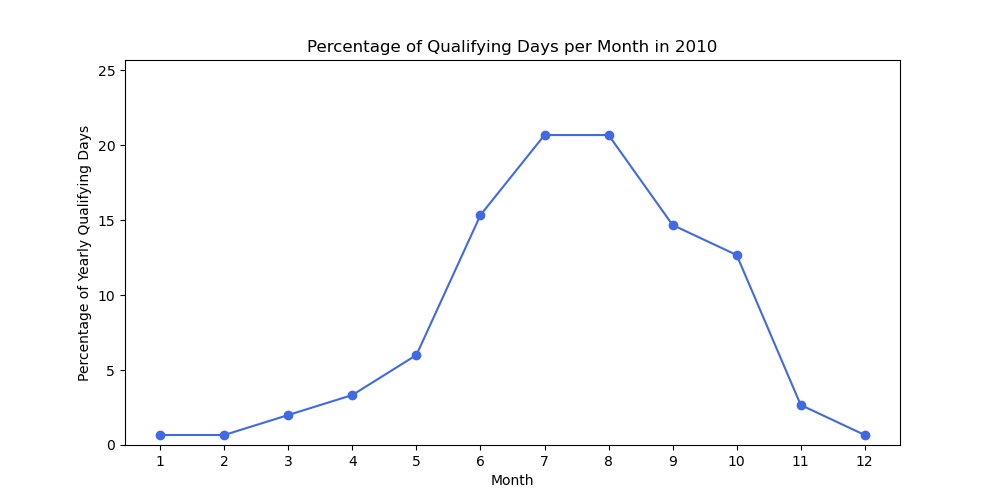 Percentage of Qualifying Days per Month in 2010
Percentage of Yearly Qualifying Days
25
20
15
10
5
0
1 2 3 4 5 6 7 8 9 10 11 12
Month